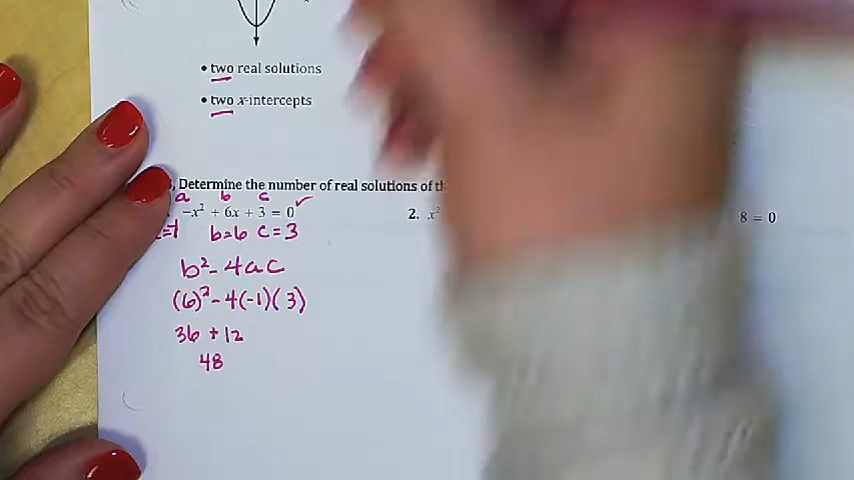 • two real solutions
• two x-intercepts
Determine the number of real solutions of
a b c
−x² + 6x + 3 = 0 ✓
2. x²
8 = 0
b=6 c=3
b²- 4ac
(6)²- 4(-1)(3)
36 + 12
48